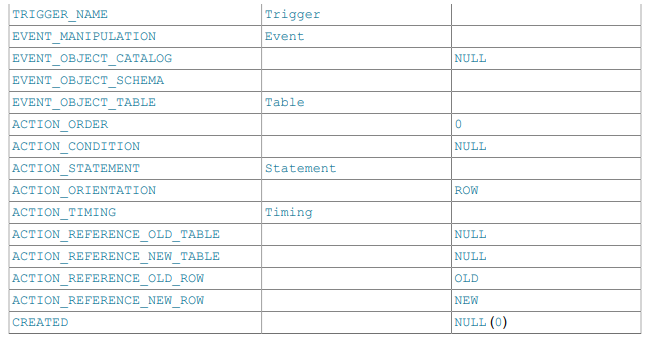 TRIGGER_NAME Trigger
EVENT_MANIPULATION Event
EVENT_OBJECT_CATALOG NULL
EVENT_OBJECT_SCHEMA
EVENT_OBJECT_TABLE Table
ACTION_ORDER 0
ACTION_CONDITION NULL
ACTION_STATEMENT Statement
ACTION_ORIENTATION ROW
ACTION_TIMING Timing
ACTION_REFERENCE_OLD_TABLE NULL
ACTION_REFERENCE_NEW_TABLE NULL
ACTION_REFERENCE_OLD_ROW OLD
ACTION_REFERENCE_NEW_ROW NEW
CREATED NULL(0)